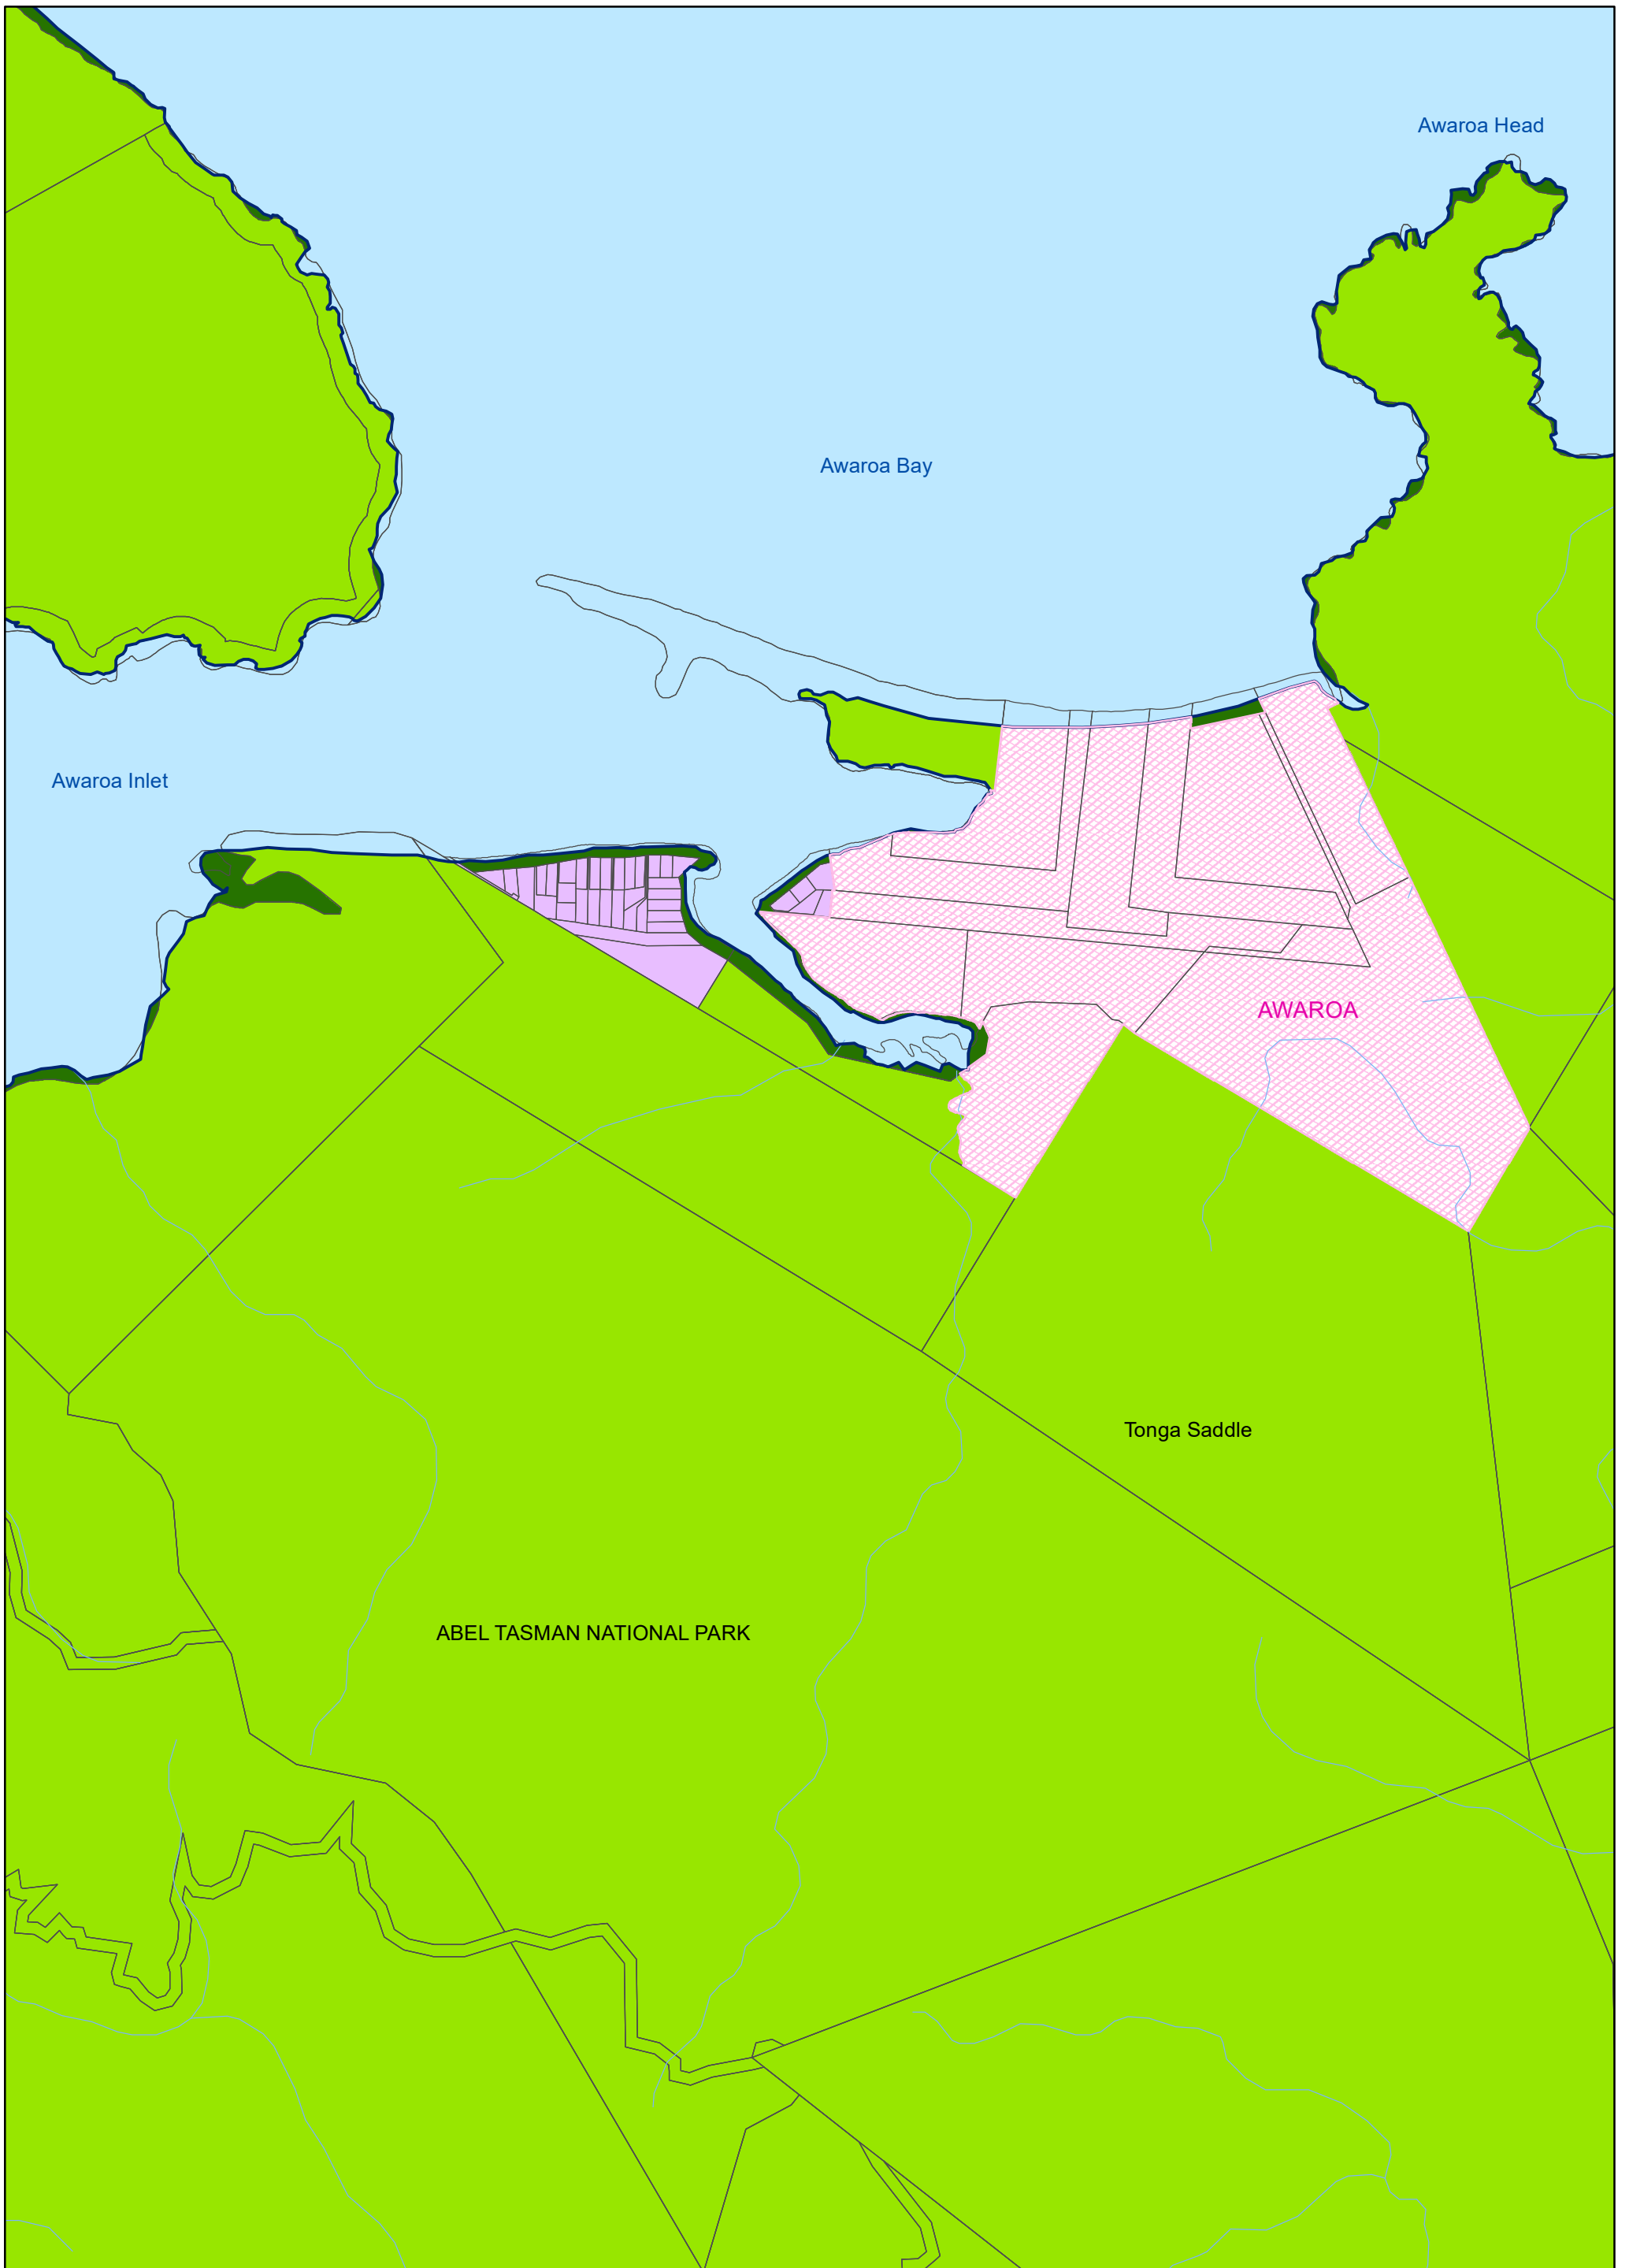 Awaroa Head
Awaroa Bay
Awaroa Inlet
AWAROA
Tonga Saddle
ABEL TASMAN NATIONAL PARK